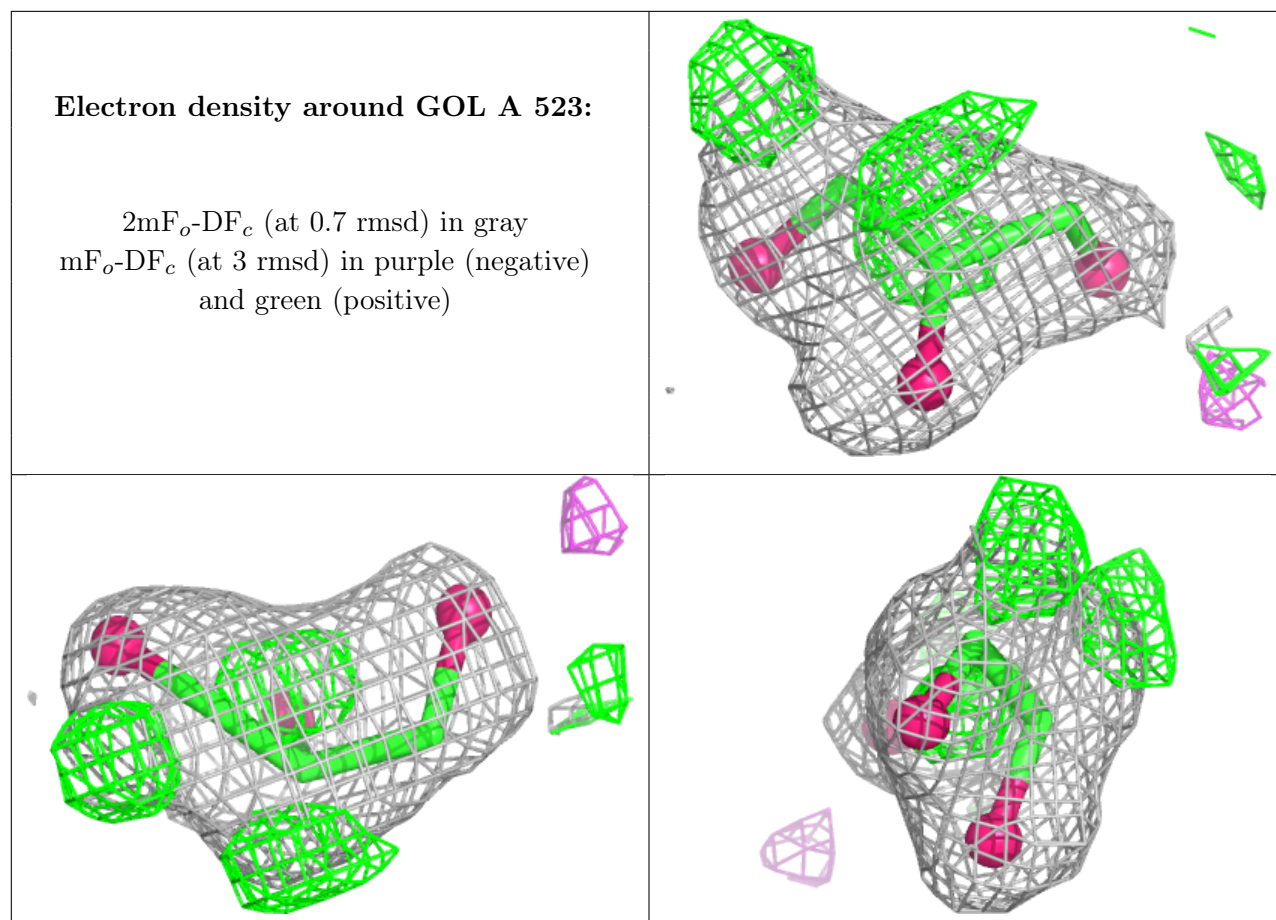 Electron density around GOL A 523:
2mFo-DFc (at 0.7 rmsd) in gray
mFo-DFc (at 3 rmsd) in purple (negative)
and green (positive)